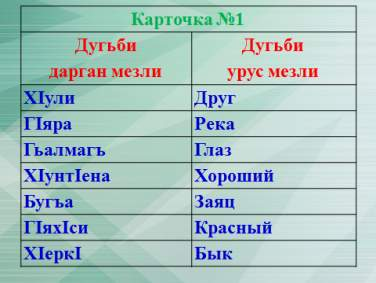 Карточка №1
Дугьби дарган мезли
Дугьби урус мезли
ХIули Друг
ГIяра Река
Гьалмагъ Глаз
ХIунтIена Хороший
Бугъа Заяц
ГIяхIси Красный
ХIеркI Бык